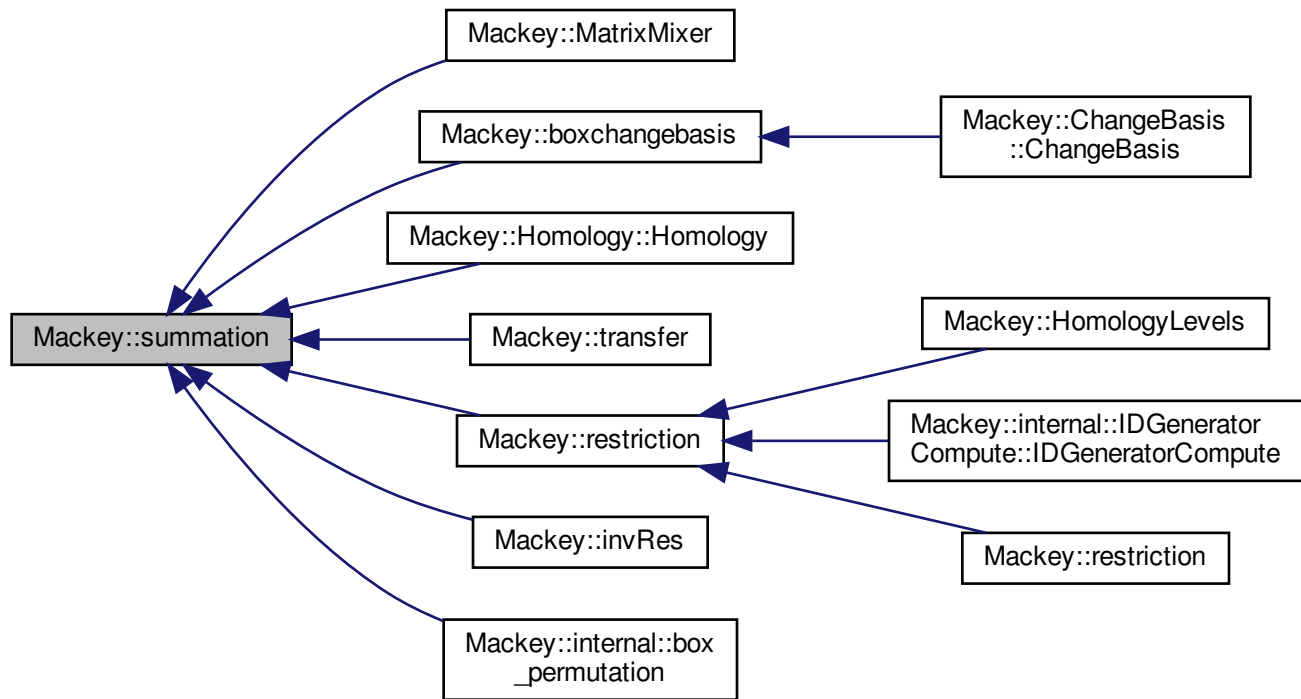 Mackey::MatrixMixer
Mackey::boxchangebasis
Mackey::ChangeBasis
::ChangeBasis
Mackey::Homology::Homology
Mackey::summation
Mackey::transfer
Mackey::HomologyLevels
Mackey::restriction
Mackey::internal::IDGenerator
Compute::IDGeneratorCompute
Mackey::invRes
Mackey::restriction
Mackey::internal::box
_permutation